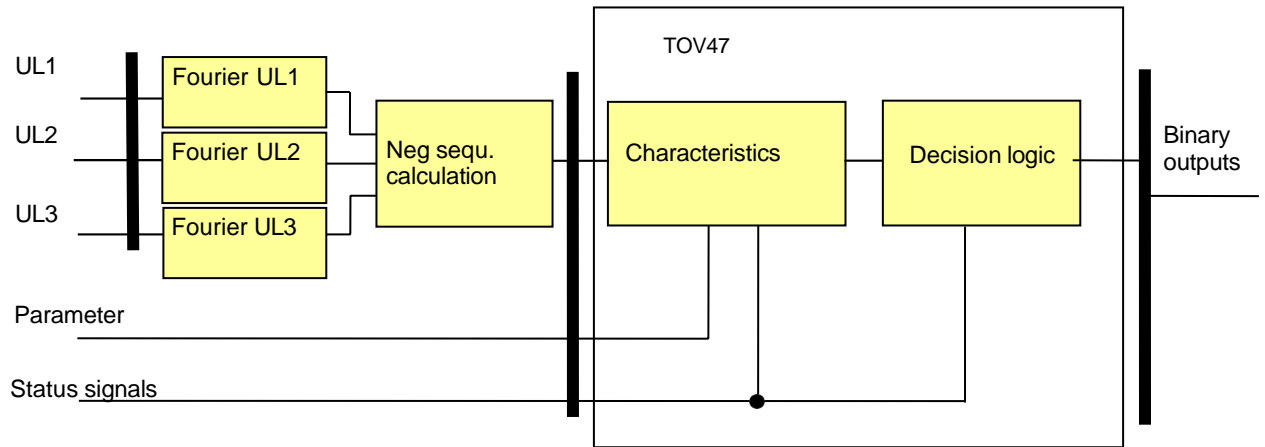 TOV47
UL1
Fourier UL1
UL2
Fourier UL2
Neg sequ.
calculation
Characteristics
Decision logic
Binary
outputs
UL3
Fourier UL3
Parameter
Status signals